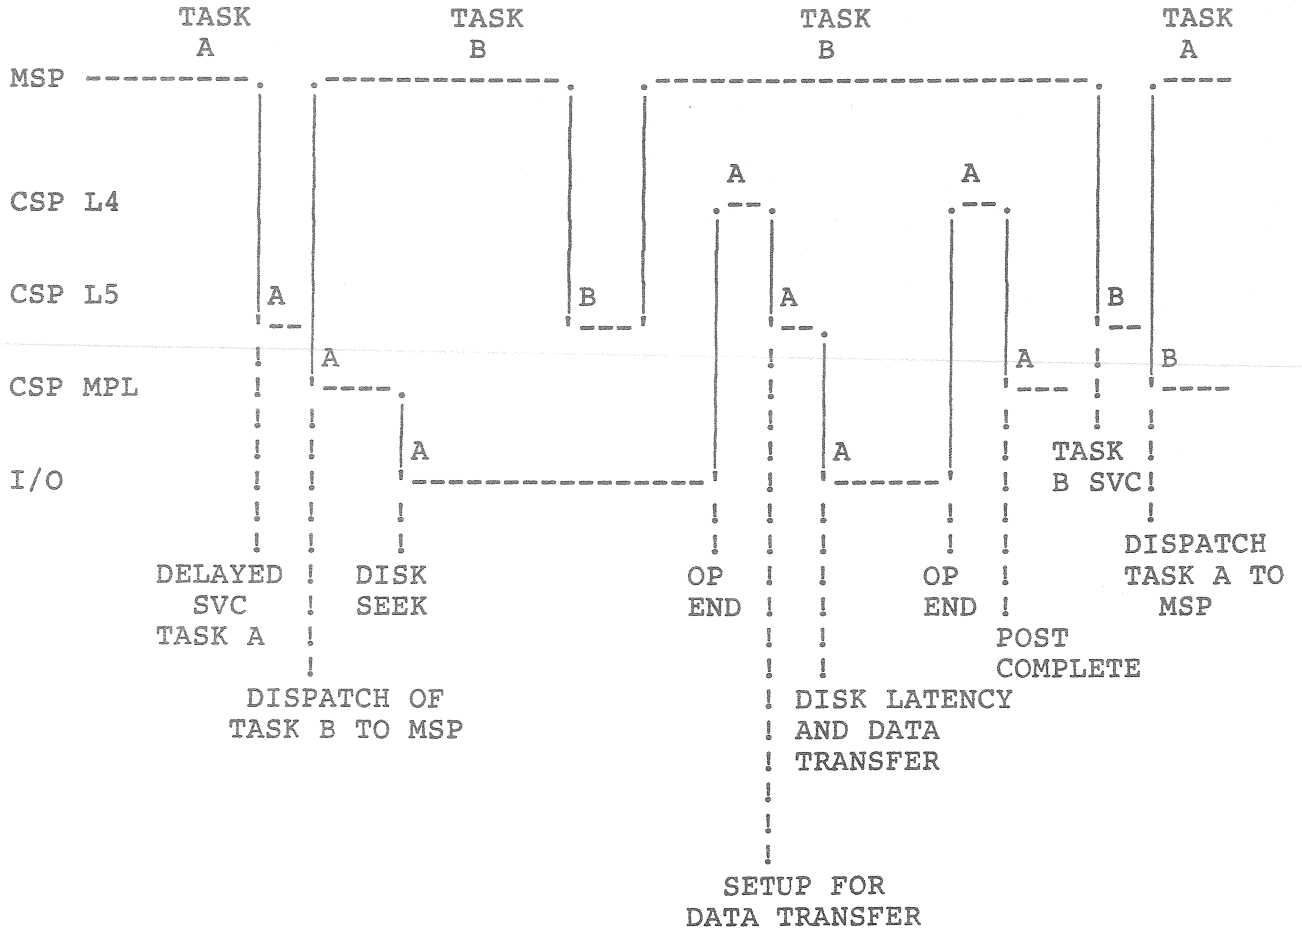 TASK TASK TASK TASK
A B B A
MSP
A A
CSP L4
CSP L5 A B A B
A A B
CSP MPL
A A TASK
I/O B SVC
DISPATCH
DELAYED DISK OP OP TASK A TO
SVC SEEK END END MSP
TASK A POST
COMPLETE
DISPATCH OF DISK LATENCY
TASK B TO MSP AND DATA
TRANSFER
SETUP FOR
DATA TRANSFER